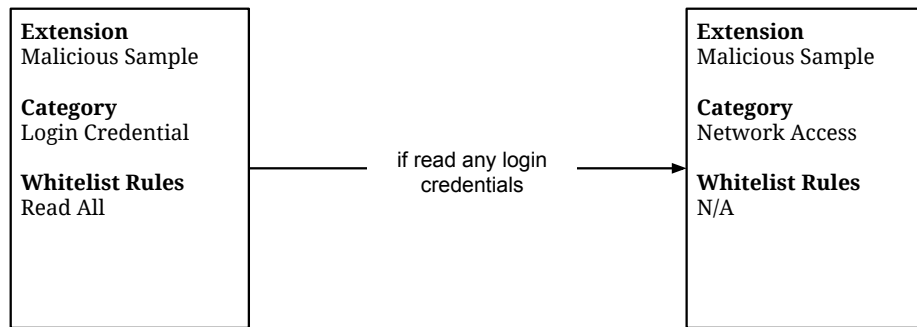 Extension
Malicious Sample
Category
Login Credential
Whitelist Rules
Read All
if read any login
credentials
Extension
Malicious Sample
Category
Network Access
Whitelist Rules
N/A